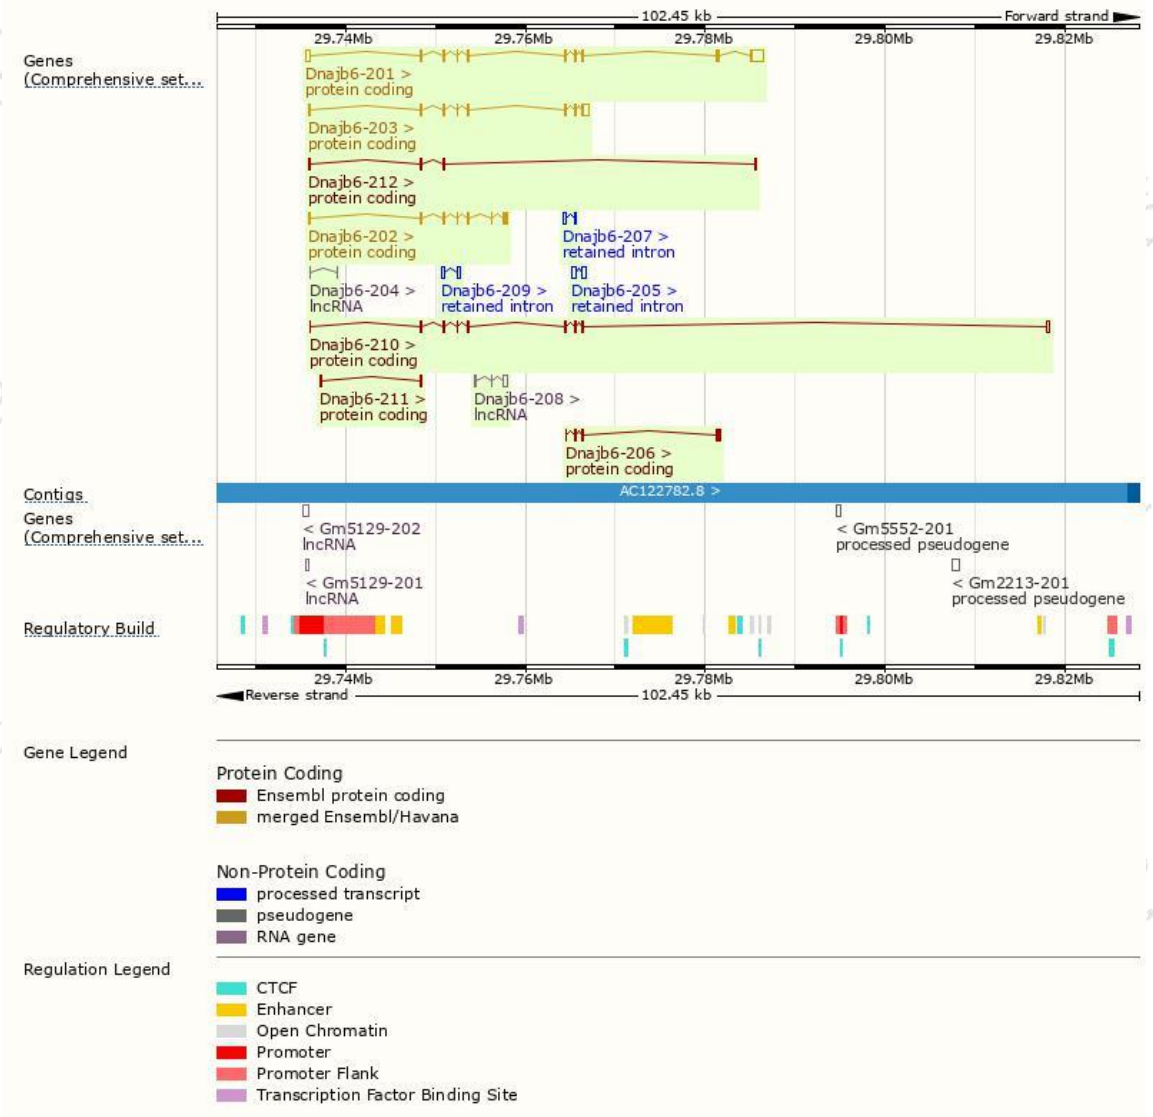 102.45 kb Forward strand
29.74Mb 29.76Mb 29.78Mb 29.80Mb 29.82Mb
Genes
(Comprehensive set...
Dnajb6-201 >
protein coding
Dnajb6-203 >
protein coding
Dnajb6-212 >
protein coding
Dnajb6-202 > Dnajb6-207 >
protein coding retained intron
Dnajb6-204 > Dnajb6-209 > Dnajb6-205 >
lncRNA retained intron retained intron
Dnajb6-210 >
protein coding
Dnajb6-211 > Dnajb6-208 >
protein coding lncRNA
Dnajb6-206 >
protein coding
Contigs AC122782.8 >
Genes
(Comprehensive set...
< Gm5129-202 < Gm5552-201
lncRNA processed pseudogene
< Gm5129-201 < Gm2213-201
lncRNA processed pseudogene
Regulatory Build
29.74Mb 29.76Mb 29.78Mb 29.80Mb 29.82Mb
Reverse strand 102.45 kb
Gene Legend
Protein Coding
Ensembl protein coding
merged Ensembl/Havana
Non-Protein Coding
processed transcript
pseudogene
RNA gene
Regulation Legend
CTCF
Enhancer
Open Chromatin
Promoter
Promoter Flank
Transcription Factor Binding Site